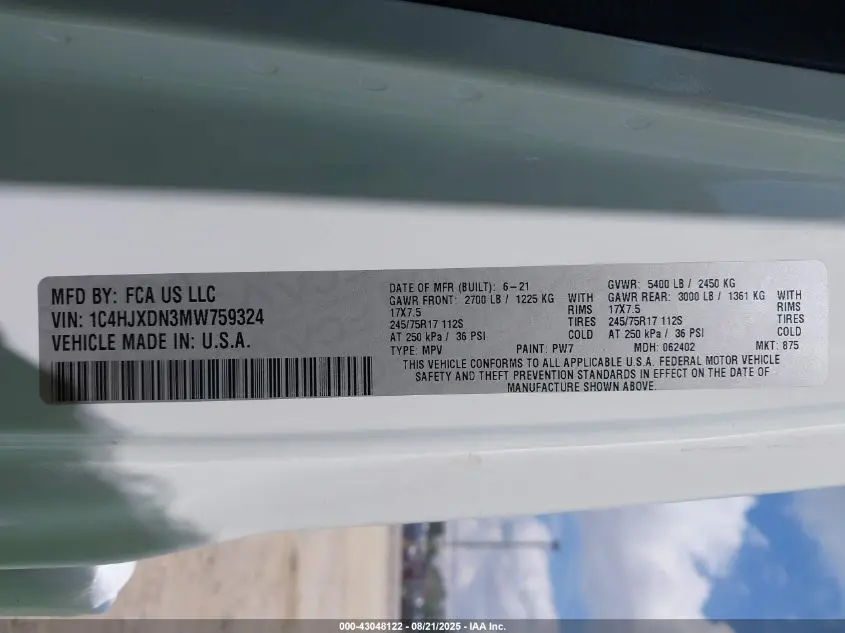 MFD BY: FCA US LLC
VIN: 1C4HJXDN3MW759324
VEHICLE MADE IN: U.S.A.
DATE OF MFR (BUILT): 6-21
GAWR FRONT: 2700 LB / 1225 KG WITH
17X7.5 RIMS
245/75R17 112S TIRES
AT 250 kPa / 36 PSI COLD
GVWR: 5400 LB / 2450 KG
GAWR REAR: 3000 LB / 1361 KG WITH
17X7.5 RIMS
245/75R17 112S TIRES
AT 250 kPa / 36 PSI COLD
TYPE: MPV PAINT: PW7 MDH: 062402 MKT: 875
THIS VEHICLE CONFORMS TO ALL APPLICABLE U.S.A. FEDERAL MOTOR VEHICLE
SAFETY AND THEFT PREVENTION STANDARDS IN EFFECT ON THE DATE OF
MANUFACTURE SHOWN ABOVE.
000-43048122 - 08/21/2025 - IAA Inc.